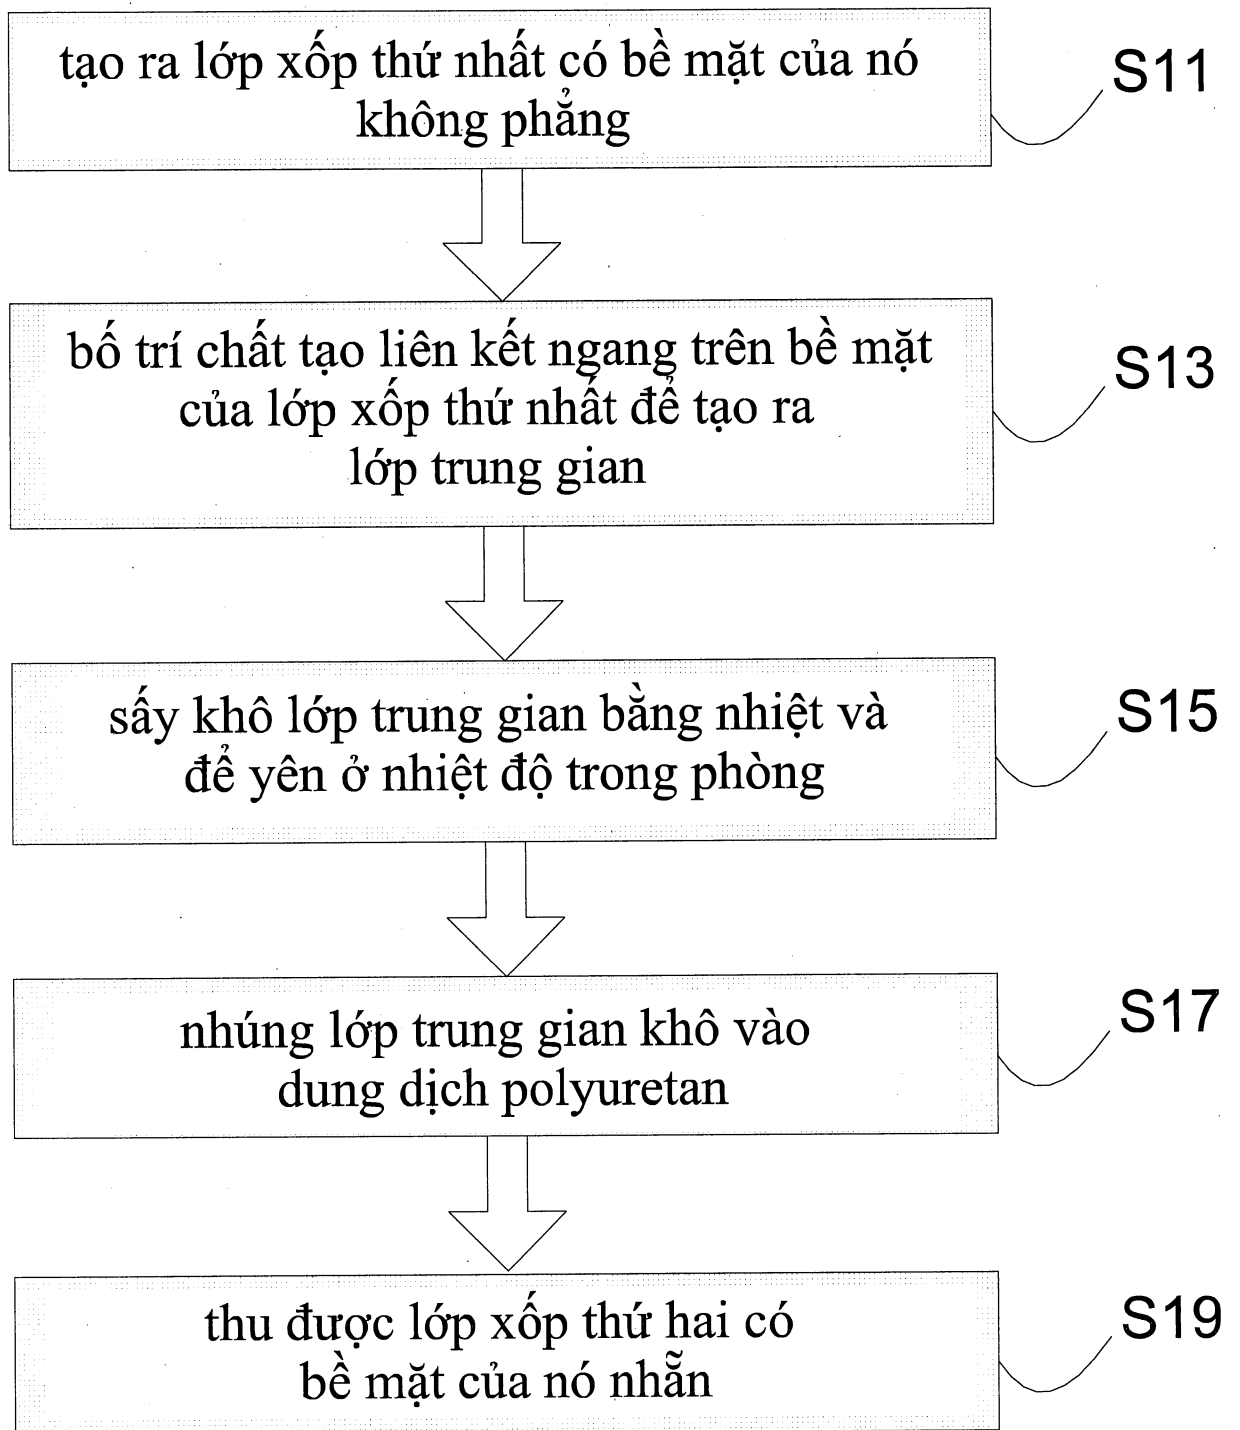 tạo ra lớp xốp thứ nhất có bề mặt của nó
không phẳng
S11
bố trí chất tạo liên kết ngang trên bề mặt
của lớp xốp thứ nhất để tạo ra
lớp trung gian
S13
sấy khô lớp trung gian bằng nhiệt và
để yên ở nhiệt độ trong phòng
S15
nhúng lớp trung gian khô vào
dung dịch polyuretan
S17
thu được lớp xốp thứ hai có
bề mặt của nó nhẵn
S19